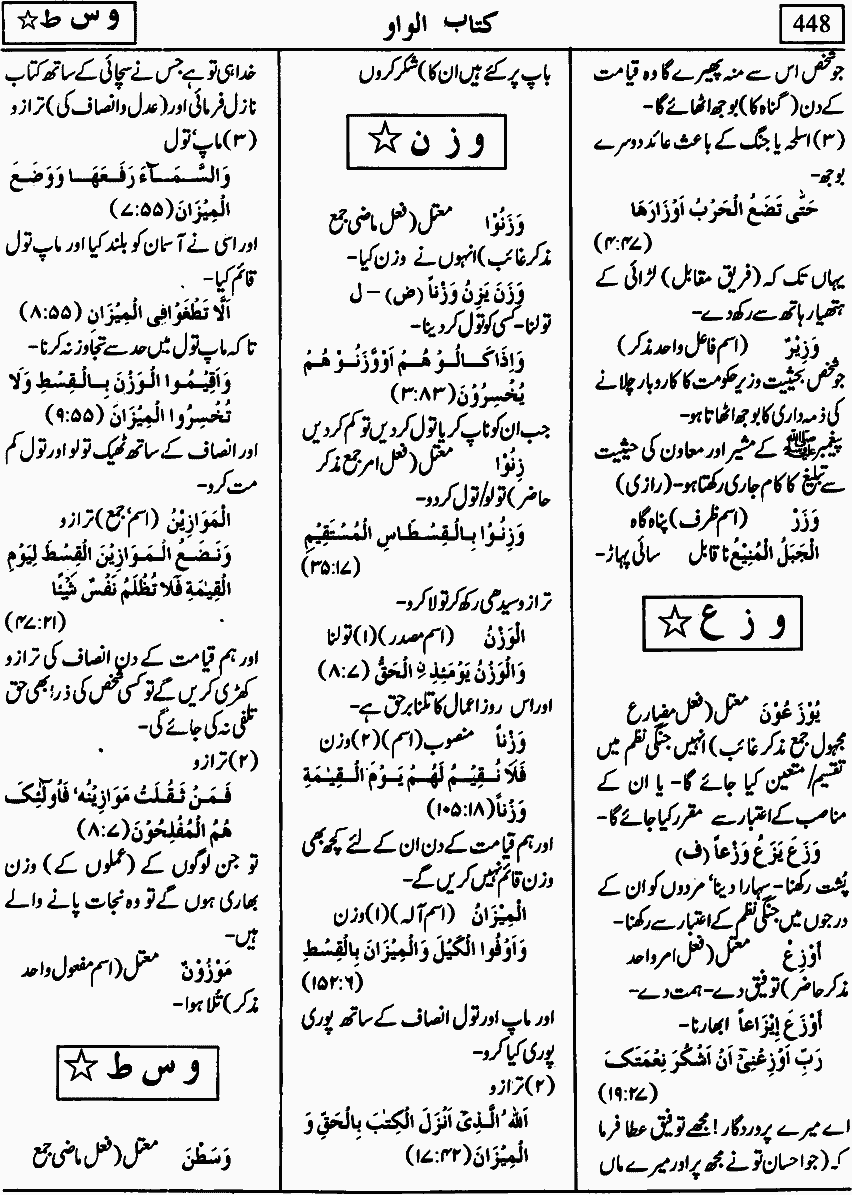 448
کتاب الواو
و س ط ☆
جو شخص اس سے منہ پھیرے گا وہ قیامت
کے دن (گناہ کا) بوجھ اٹھائے گا-
(۳) اسلحہ یا جنگ کے باعث عائد دوسرے
بوجھ-
حَتّٰى تَضَعَ الْحَرْبُ اَوْزَارَهَا
(۴:۴۷)
یہاں تک کہ (فریق مقابل) لڑائی کے
ہتھیار ہاتھ سے رکھ دے-
وَزِیْرٌ (اسم فاعل واحد مذکر)
جو شخص بحیثیت وزیر حکومت کا کاروبار چلانے
کی ذمہ داری کا بوجھ اٹھاتا ہو-
پیغمبر ﷺ کے مشیر اور معاون کی حیثیت
سے تبلیغ کا کام جاری رکھتا ہو- (رازی)
وَزَرَ (اسم ظرف) پناہ گاہ
الْجَبَلُ الْمُنِیْعُ ناقابل سائی پہاڑ-
و ز ع ☆
یُوْزَعُوْنَ معتل (فعل مضارع
مجہول جمع مذکر غائب) انہیں جنگی نظم میں
تقسیم/متعین کیا جائے گا- یا ان کے
مناصب کے اعتبار سے مقرر کیا جائے گا-
وَزَعَ یَزَعُ وَزْعاً (ف)
پشت رکھنا- سہارا دینا' مردوں کو ان کے
درجوں میں جنگی نظم کے اعتبار سے رکھنا-
اَوْزِعْ معتل (فعل امر واحد
مذکر حاضر) توفیق دے- ہمت دے-
اَوْزَعَ اِیْزَاعاً ابھارنا-
رَبِّ اَوْزِعْنِیْٓ اَنْ اَشْكُرَ نِعْمَتَكَ
(۱۹:۲۷)
اے میرے پروردگار! مجھے توفیق عطا فرما
کہ (جو احسان تو نے مجھ پر اور میرے ماں
باپ پر کئے ہیں ان کا) شکر کروں
و ز ن ☆
وَزَنُوْا معتل (فعل ماضی جمع
مذکر غائب) انہوں نے وزن کیا-
وَزَنَ یَزِنُ وَزْناً (ض) – ل
تولنا- کسی کو تول کر دینا-
وَاِذَا كَالُوْ هُمْ اَوْ وَّزَنُوْ هُمْ
یُخْسِرُوْنَ (۳:۸۳)
جب ان کو ناپ کر یا تول کر دیں تو کم کر دیں
زِنُوْا معتل (فعل امر جمع مذکر
حاضر) تولو/تول کر دو-
وَزِنُوْا بِالْقِسْطَاسِ الْمُسْتَقِیْمِ
(۳۵:۱۷)
ترازو سیدھی رکھ کر تولا کرو-
الْوَزْنُ (اسم مصدر) (۱) تولنا
وَالْوَزْنُ یَوْمَئِذِ نِ الْحَقُّ (۸:۷)
اور اس روز اعمال کا تلنا برحق ہے-
وَزْناً منصوب (اسم) (۲) وزن
فَلَا نُقِیْمُ لَهُمْ یَوْمَ الْقِیٰمَةِ
وَزْناً (۱۰۵:۱۸)
اور ہم قیامت کے دن ان کے لئے کچھ بھی
وزن قائم نہیں کریں گے-
الْمِیْزَانُ (اسم آلہ) (۱) وزن
وَاَوْفُوا الْكَیْلَ وَالْمِیْزَانَ بِالْقِسْطِ
(۱۵۲:۶)
اور ماپ اور تول انصاف کے ساتھ پوری
پوری کیا کرو-
(۲) ترازو
اَللهُ الَّذِیْٓ اَنْزَلَ الْكِتٰبَ بِالْحَقِّ وَ
الْمِیْزَانَ (۱۷:۴۲)
خدا ہی تو ہے جس نے سچائی کے ساتھ کتاب
نازل فرمائی اور (عدل و انصاف کی) ترازو
(۳) ماپ' تول
وَالسَّمَآءَ رَفَعَهَا وَوَضَعَ
الْمِیْزَانَ (۷:۵۵)
اور اسی نے آسمان کو بلند کیا اور ماپ تول
قائم کیا-
اَلَّا تَطْغَوْا فِی الْمِیْزَانِ (۸:۵۵)
تا کہ ماپ تول میں حد سے تجاوز نہ کرنا-
وَاَقِیْمُوا الْوَزْنَ بِالْقِسْطِ وَلَا
تُخْسِرُوا الْمِیْزَانَ (۹:۵۵)
اور انصاف کے ساتھ ٹھیک تولو اور تول کم
مت کرو-
الْمَوَازِیْنُ (اسم' جمع) ترازو
وَنَضَعُ الْمَوَازِیْنَ الْقِسْطَ لِیَوْمِ
الْقِیٰمَةِ فَلَا تُظْلَمُ نَفْسٌ شَیْئًا
(۴۷:۲۱)
اور ہم قیامت کے دن انصاف کی ترازو
کھڑی کریں گے تو کسی شخص کی ذرا بھی حق
تلفی نہ کی جائے گی-
(۲) ترازو
فَمَنْ ثَقُلَتْ مَوَازِیْنُهٗ فَاُولٰٓئِكَ
هُمُ الْمُفْلِحُوْنَ (۸:۷)
تو جن لوگوں کے (عملوں کے) وزن
بھاری ہوں گے تو وہ نجات پانے والے
ہیں-
مَوْزُوْنٌ معتل (اسم مفعول واحد
مذکر) تلا ہوا-
و س ط ☆
وَسَطْنَ معتل (فعل ماضی جمع